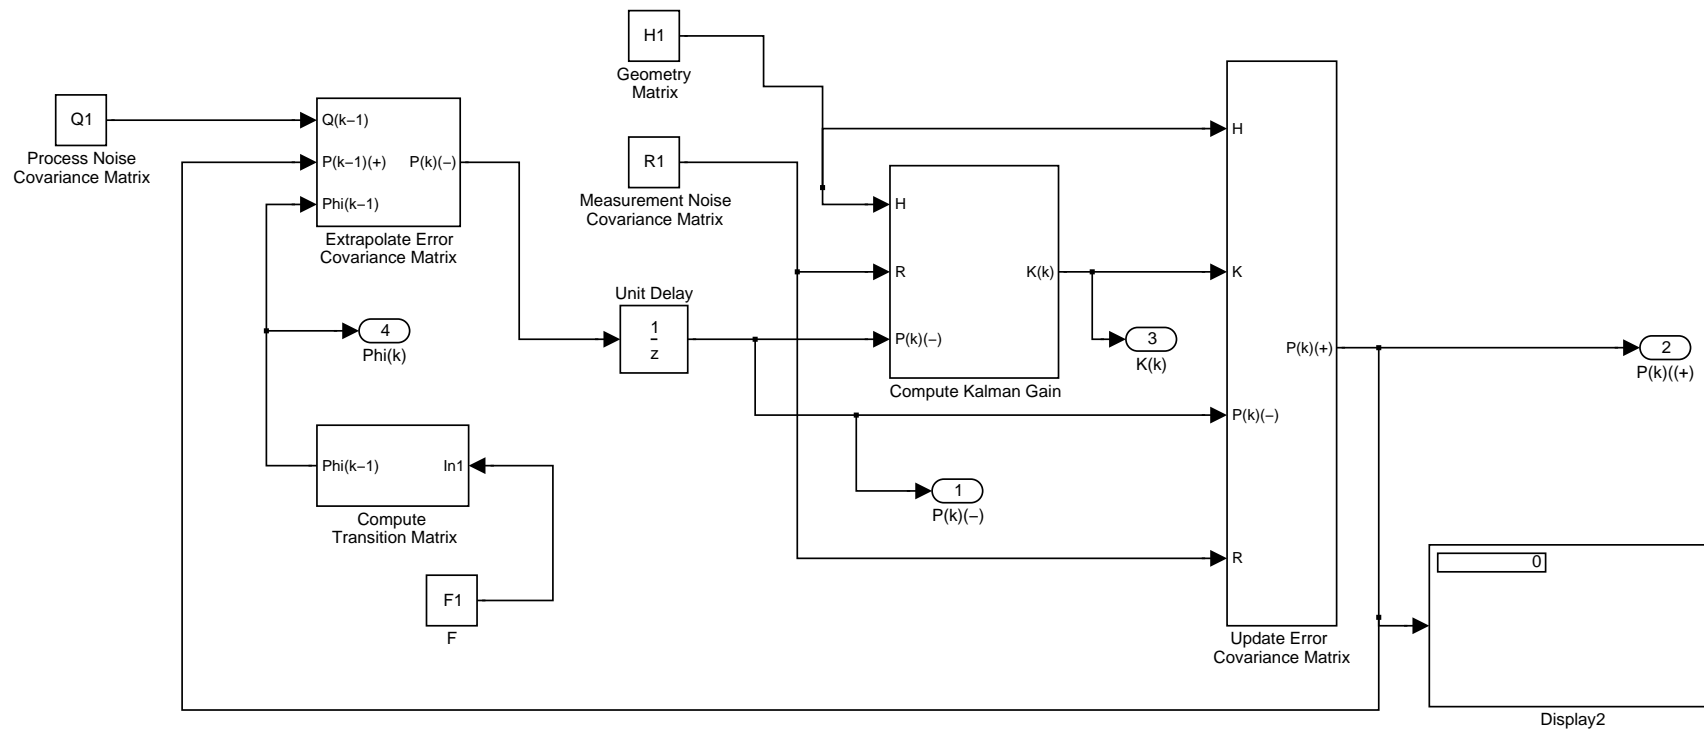 H1
Geometry
Matrix
Q1
Process Noise
Covariance Matrix
Q(k−1)
P(k−1)(+)
P(k)(−)
Phi(k−1)
Extrapolate Error
Covariance Matrix
R1
Measurement Noise
Covariance Matrix
Unit Delay
1
z
H
R
K(k)
P(k)(−)
Compute Kalman Gain
4
Phi(k)
3
K(k)
H
K
P(k)(+)
P(k)(−)
R
Update Error
Covariance Matrix
2
P(k)((+)
Phi(k−1)
In1
Compute
Transition Matrix
1
P(k)(−)
F1
F
0
Display2